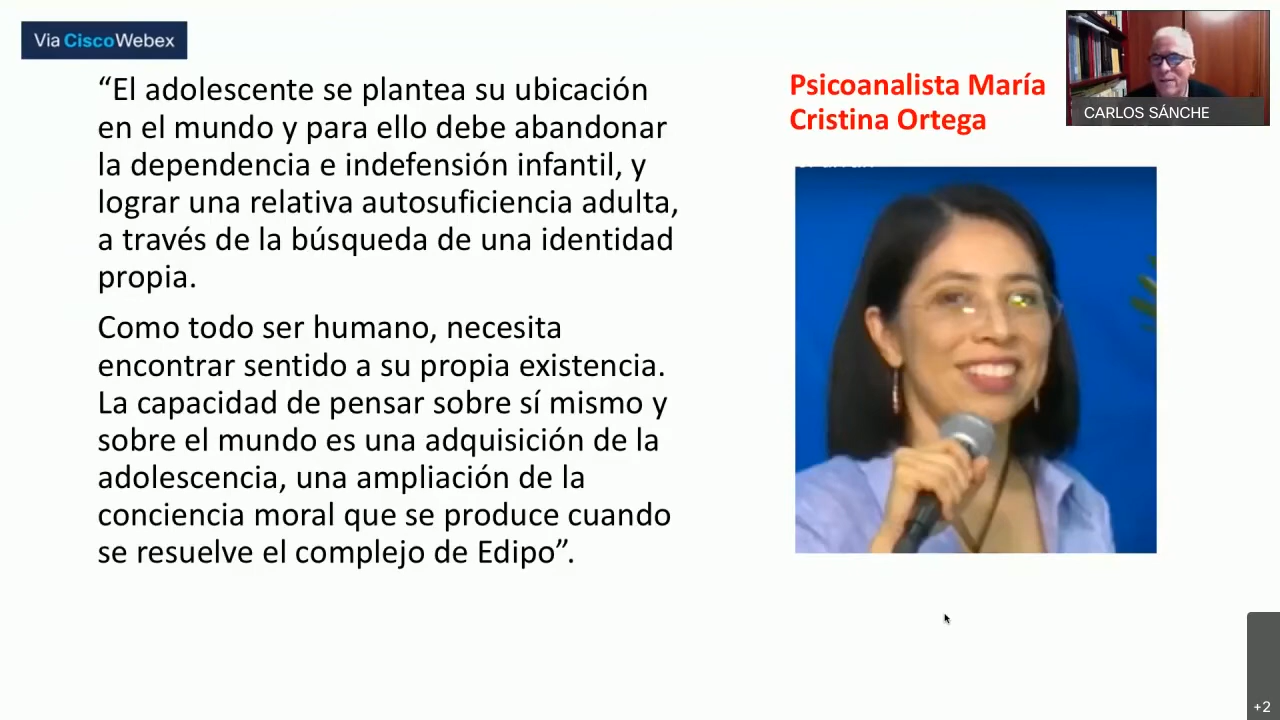 Via CiscoWebex
“El adolescente se plantea su ubicación
en el mundo y para ello debe abandonar
la dependencia e indefensión infantil, y
lograr una relativa autosuficiencia adulta,
a través de la búsqueda de una identidad
propia.
Como todo ser humano, necesita
encontrar sentido a su propia existencia.
La capacidad de pensar sobre sí mismo y
sobre el mundo es una adquisición de la
adolescencia, una ampliación de la
conciencia moral que se produce cuando
se resuelve el complejo de Edipo”.
Psicoanalista María
Cristina Ortega
CARLOS SÁNCHE
+2